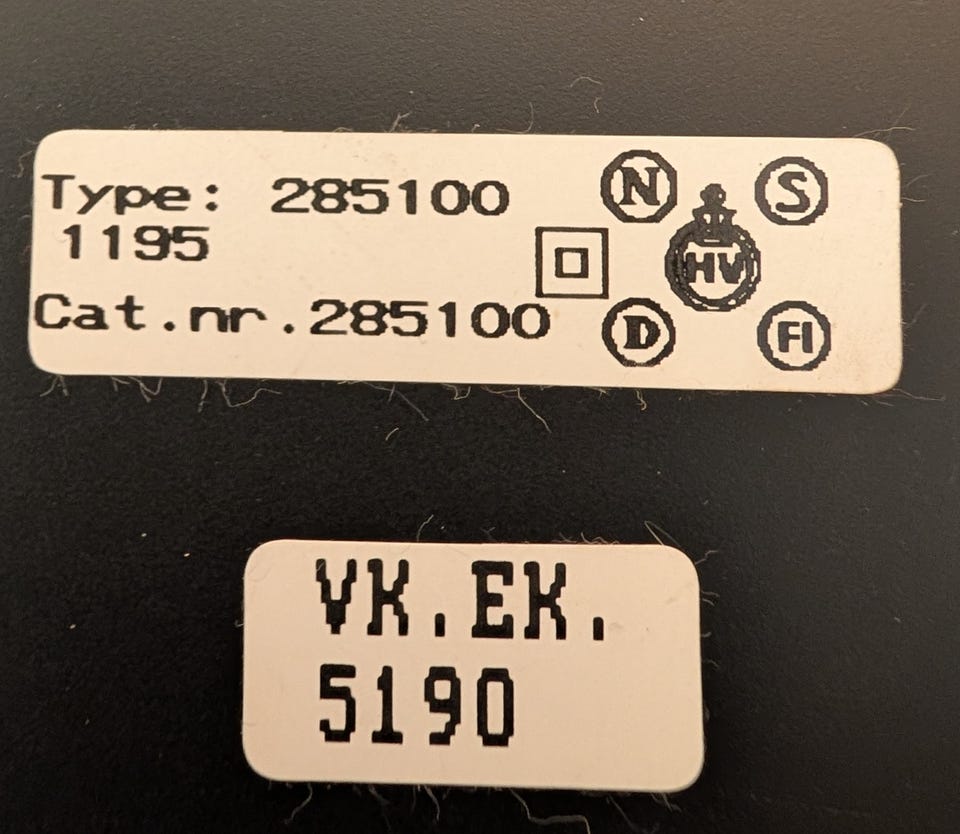 Type: 285100
1195
Cat.nr.285100
N
S
HV
D
FI
VK.EK.
5190